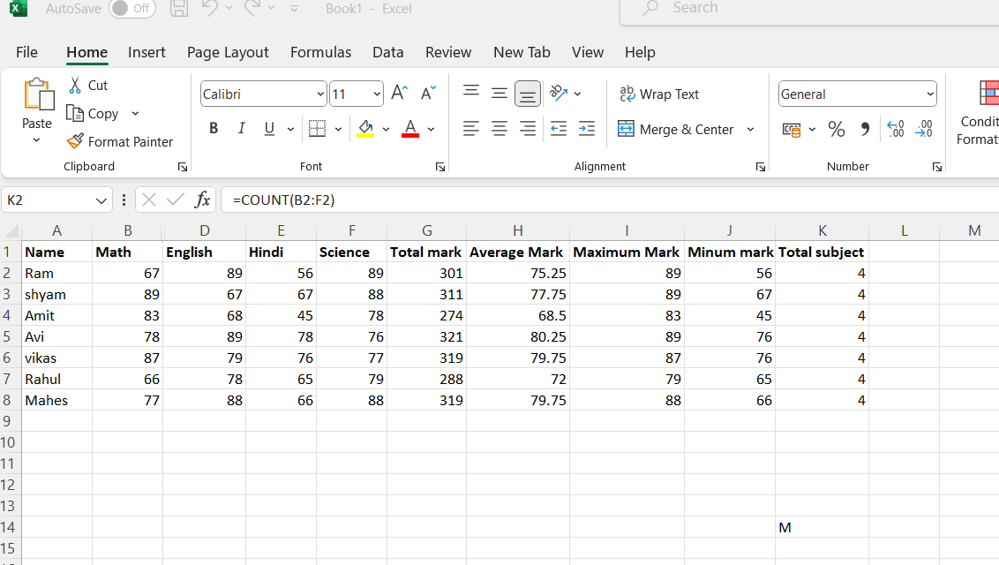 AutoSave Off Book1 - Excel Search
File Home Insert Page Layout Formulas Data Review New Tab View Help
Paste Cut Copy Format Painter
Clipboard
Calibri 11
B I U A
Font
ab Wrap Text
Merge & Center
Alignment
General
% .00
Number
Condit
Format
K2 fx =COUNT(B2:F2)
A B D E F G H I J K L M
1 Name Math English Hindi Science Total mark Average Mark Maximum Mark Minum mark Total subject
2 Ram 67 89 56 89 301 75.25 89 56 4
3 shyam 89 67 67 88 311 77.75 89 67 4
4 Amit 83 68 45 78 274 68.5 83 45 4
5 Avi 78 89 78 76 321 80.25 89 76 4
6 vikas 87 79 76 77 319 79.75 87 76 4
7 Rahul 66 78 65 79 288 72 79 65 4
8 Mahes 77 88 66 88 319 79.75 88 66 4
9
10
11
12
13
14 M
15